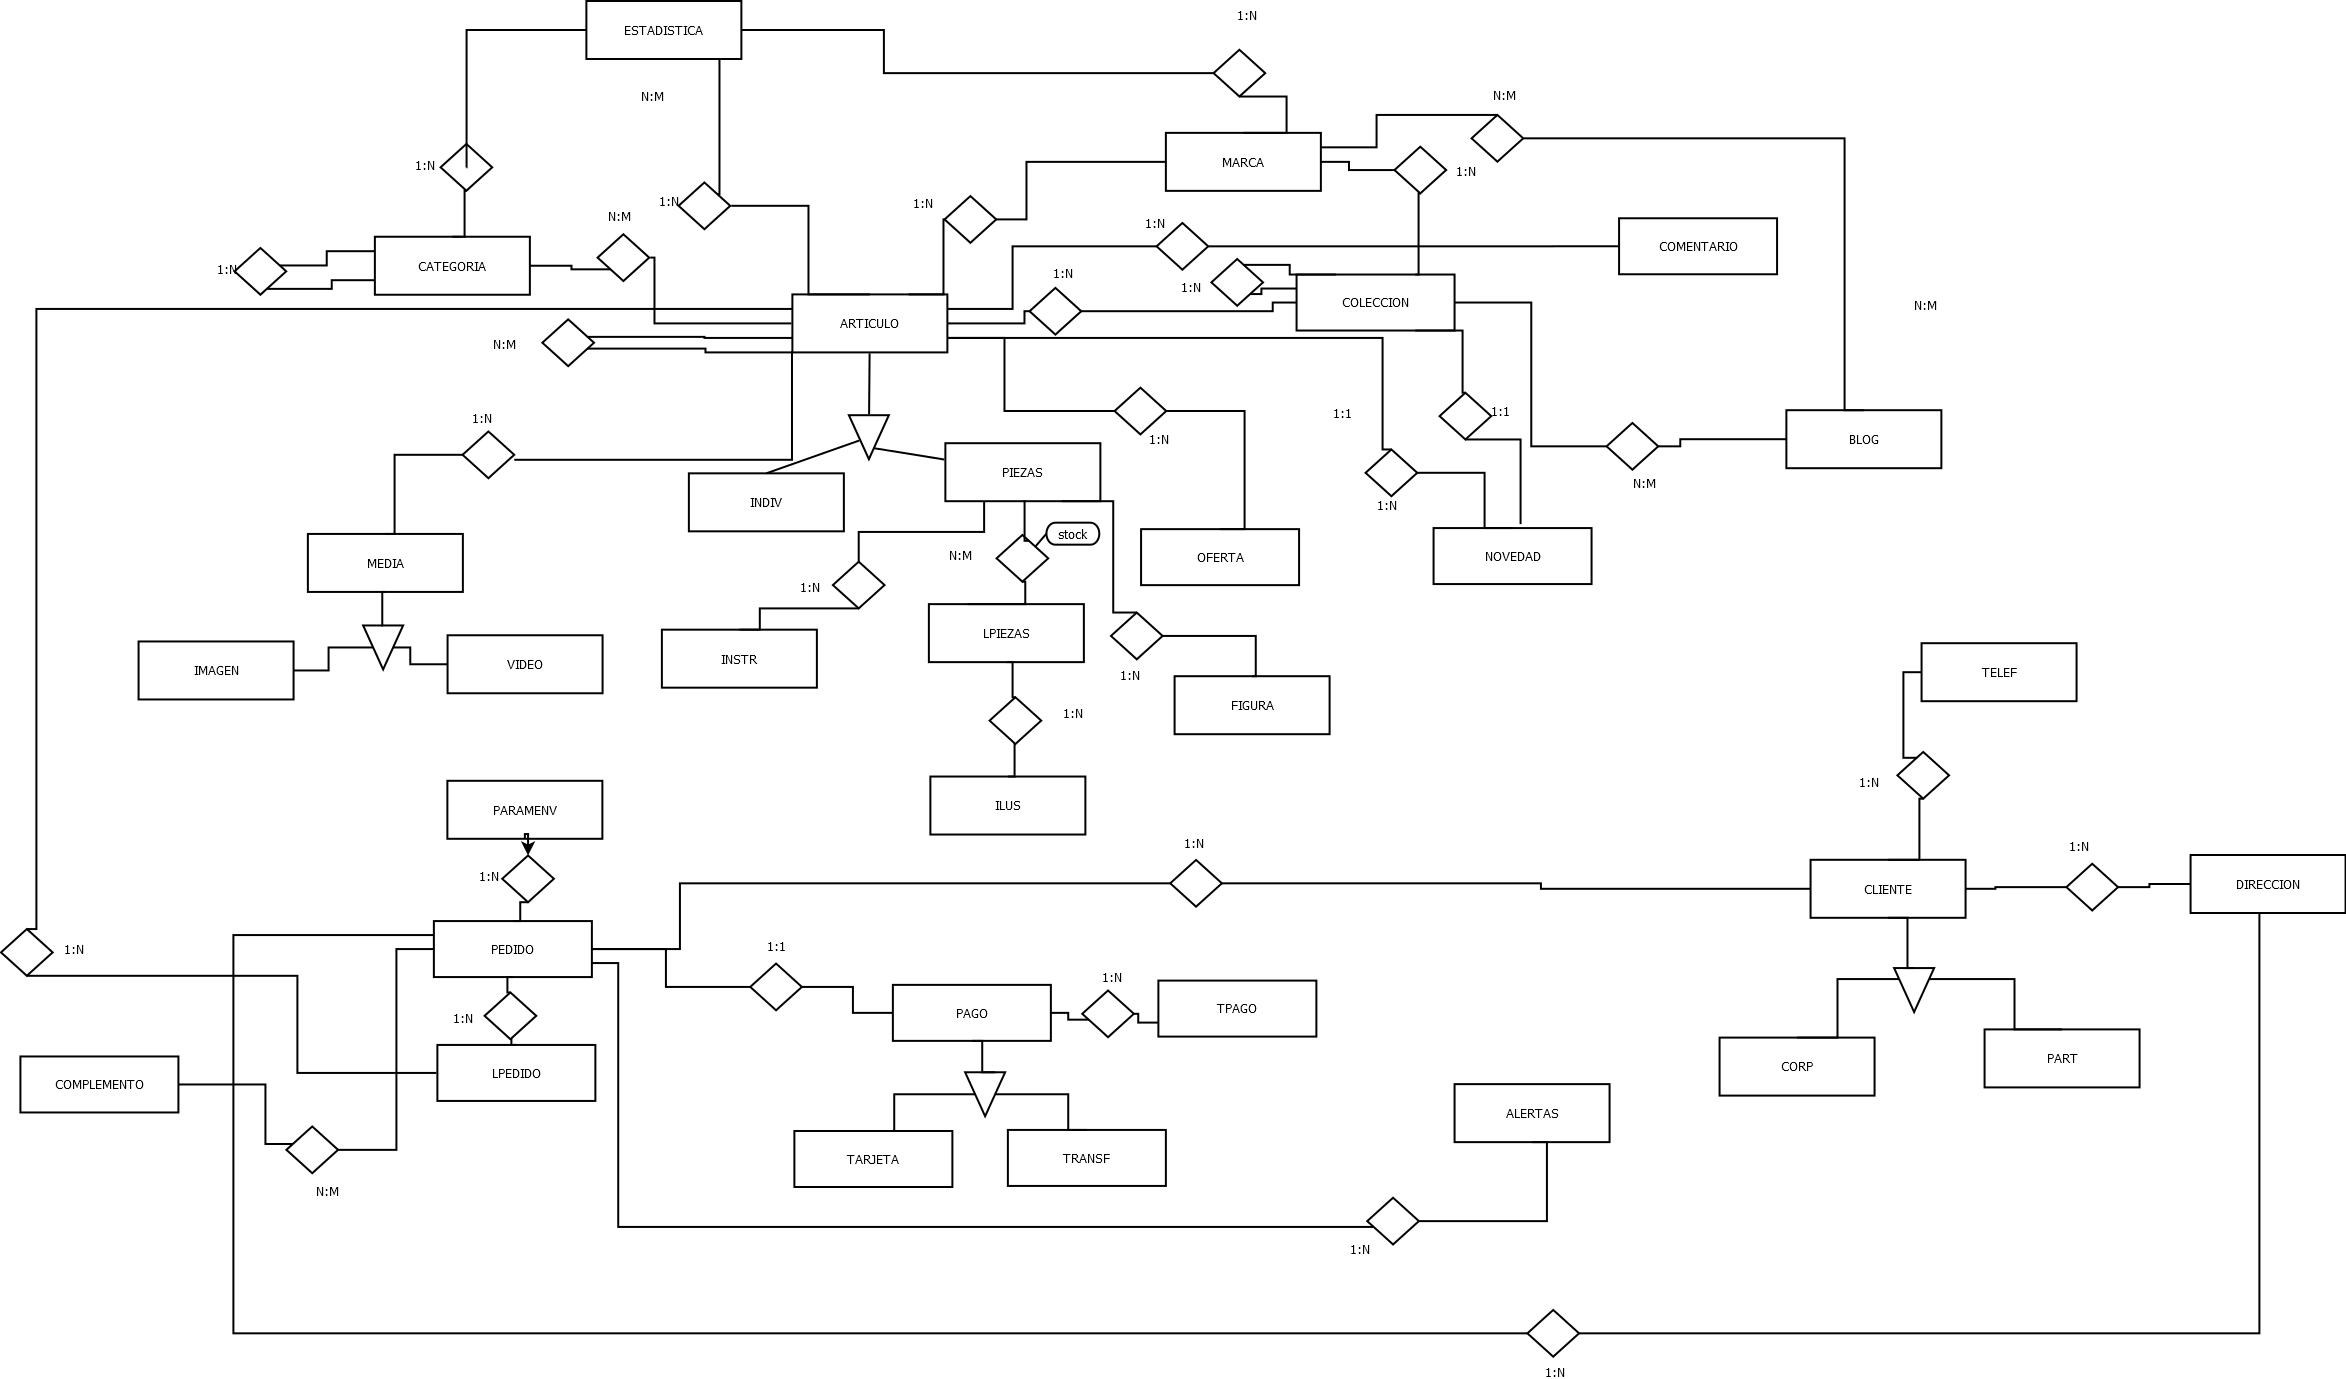 1:N
ESTADISTICA
N:M
N:M
MARCA
1:N
1:N
1:N
N:M
1:N
1:N
1:N
COMENTARIO
CATEGORIA
1:N
1:N
1:N
COLECCION
N:M
ARTICULO
N:M
1:N
1:1
1:1
1:N
BLOG
PIEZAS
N:M
INDIV
1:N
stock
N:M
OFERTA
NOVEDAD
MEDIA
1:N
LPIEZAS
INSTR
VIDEO
IMAGEN
1:N
TELEF
FIGURA
1:N
1:N
ILUS
PARAMENV
1:N
1:N
1:N
DIRECCION
CLIENTE
PEDIDO
1:N
1:1
1:N
TPAGO
PAGO
1:N
PART
CORP
LPEDIDO
COMPLEMENTO
ALERTAS
TARJETA
TRANSF
N:M
1:N
1:N